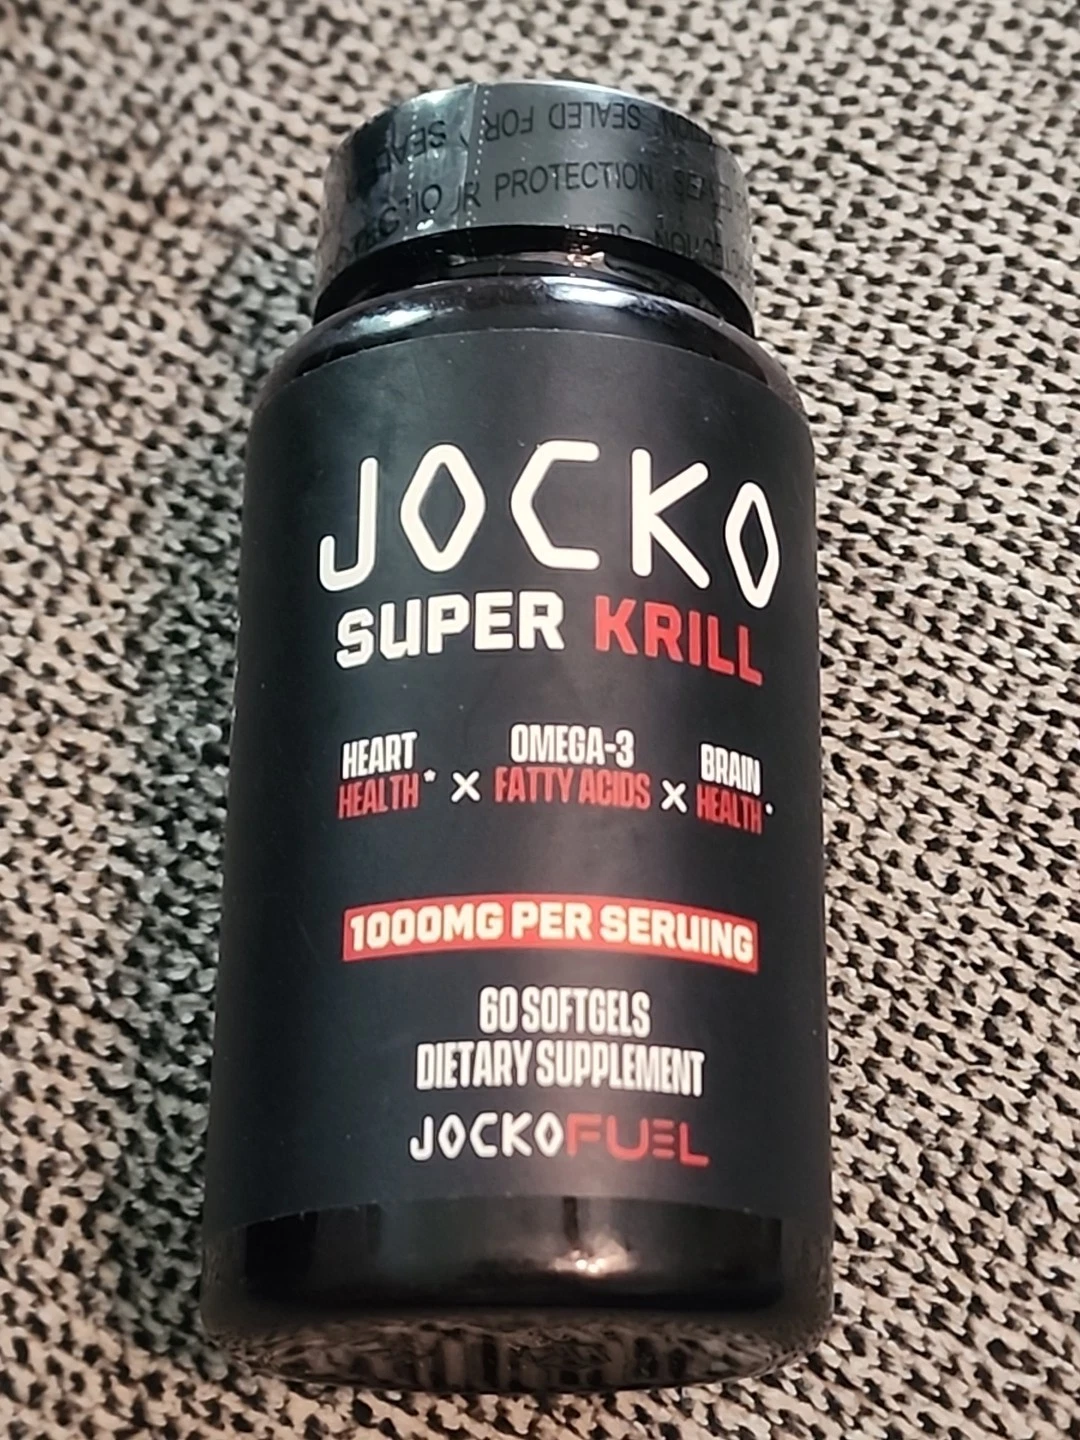 SEALED FOR
PROTECTION SEALED
JOCKO
SUPER KRILL
HEART HEALTH* x OMEGA-3 FATTY ACIDS x BRAIN HEALTH*
1000MG PER SERVING
60 SOFTGELS
DIETARY SUPPLEMENT
JOCKOFUEL